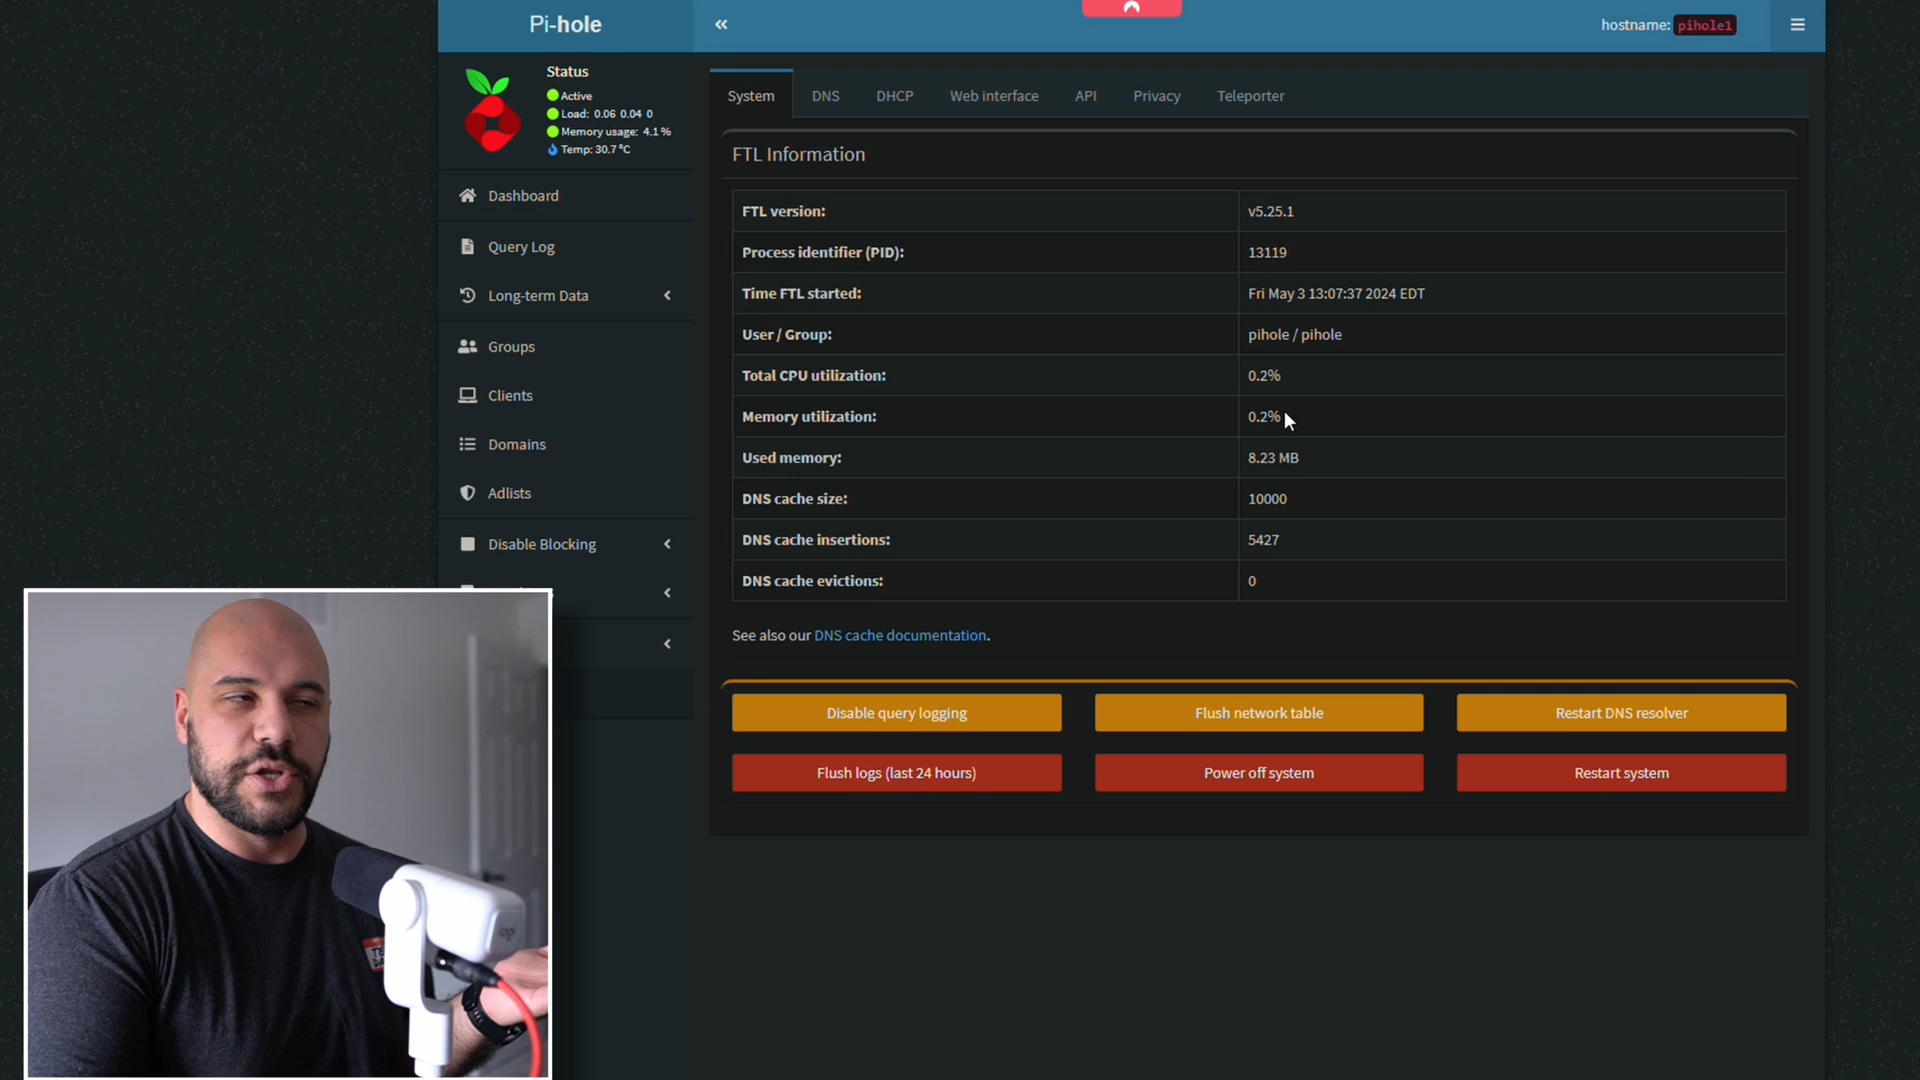 Pi-hole
hostname: pihole1
Status
Active
Load: 0.06 0.04 0
Memory usage: 4.1 %
Temp: 30.7 °C
Dashboard
Query Log
Long-term Data
Groups
Clients
Domains
Adlists
Disable Blocking
System
DNS
DHCP
Web interface
API
Privacy
Teleporter
FTL Information
FTL version: v5.25.1
Process identifier (PID): 13119
Time FTL started: Fri May 3 13:07:37 2024 EDT
User / Group: pihole / pihole
Total CPU utilization: 0.2%
Memory utilization: 0.2%
Used memory: 8.23 MB
DNS cache size: 10000
DNS cache insertions: 5427
DNS cache evictions: 0
See also our DNS cache documentation.
Disable query logging
Flush network table
Restart DNS resolver
Flush logs (last 24 hours)
Power off system
Restart system